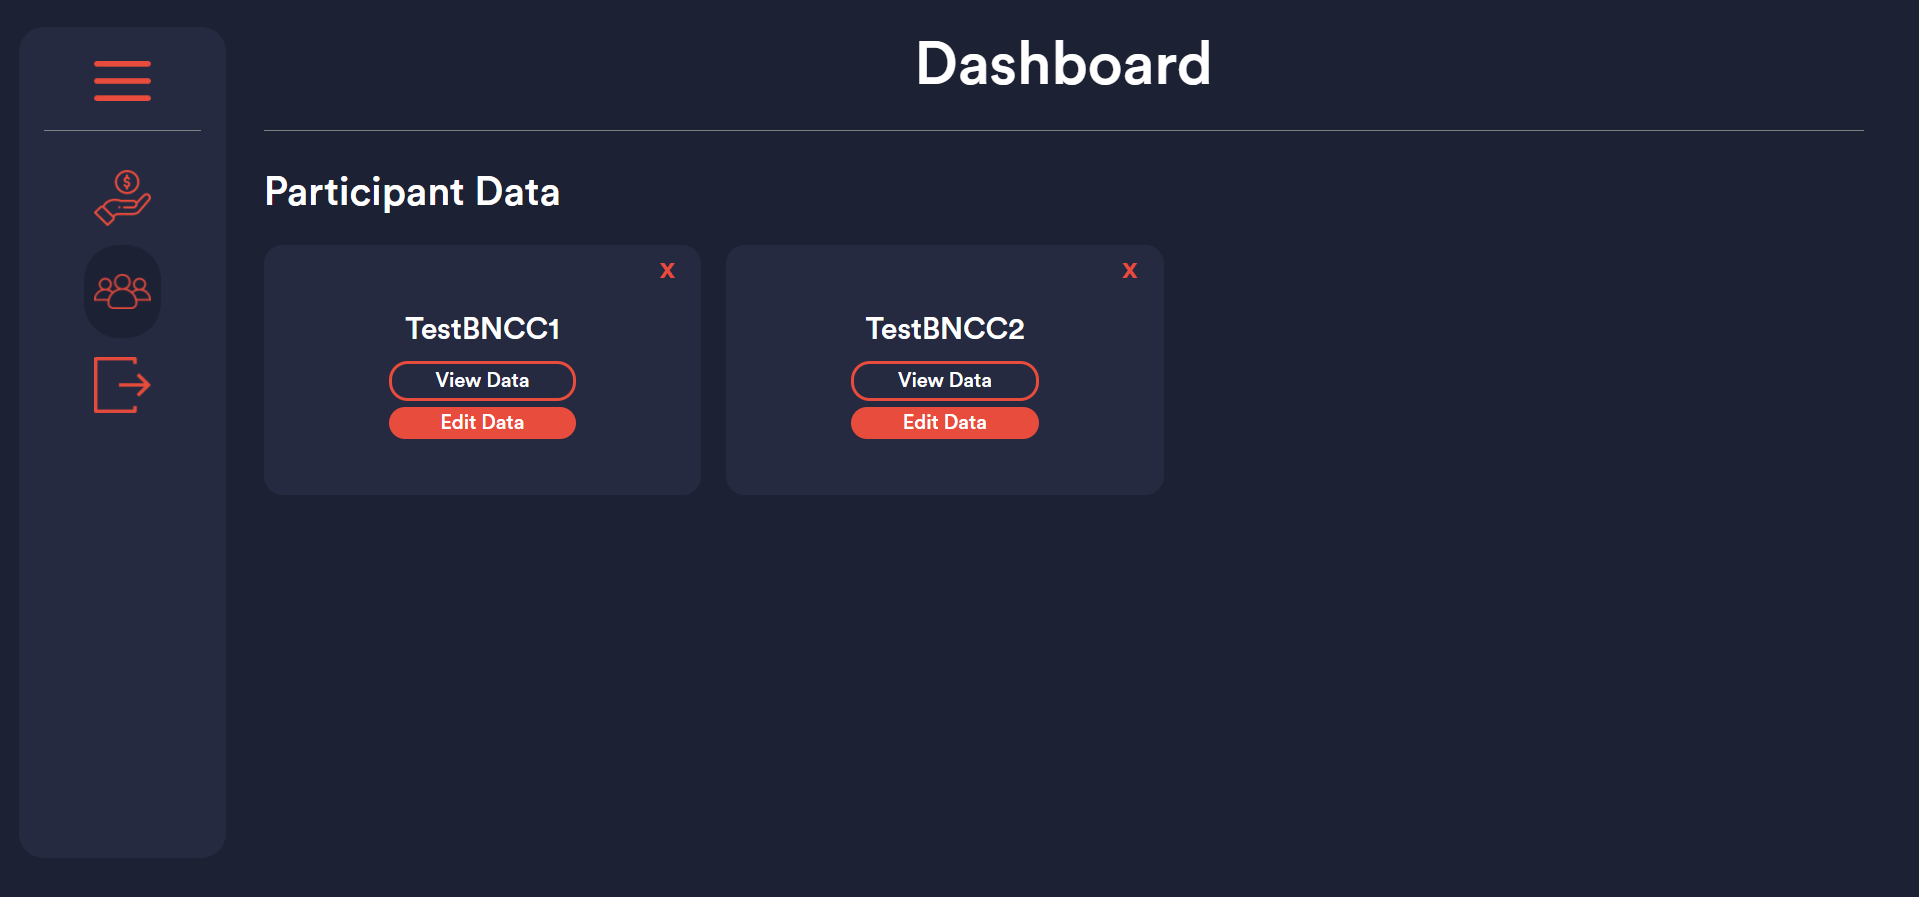 Dashboard
Participant Data
x
x
TestBNCC1
TestBNCC2
View Data
View Data
Edit Data
Edit Data